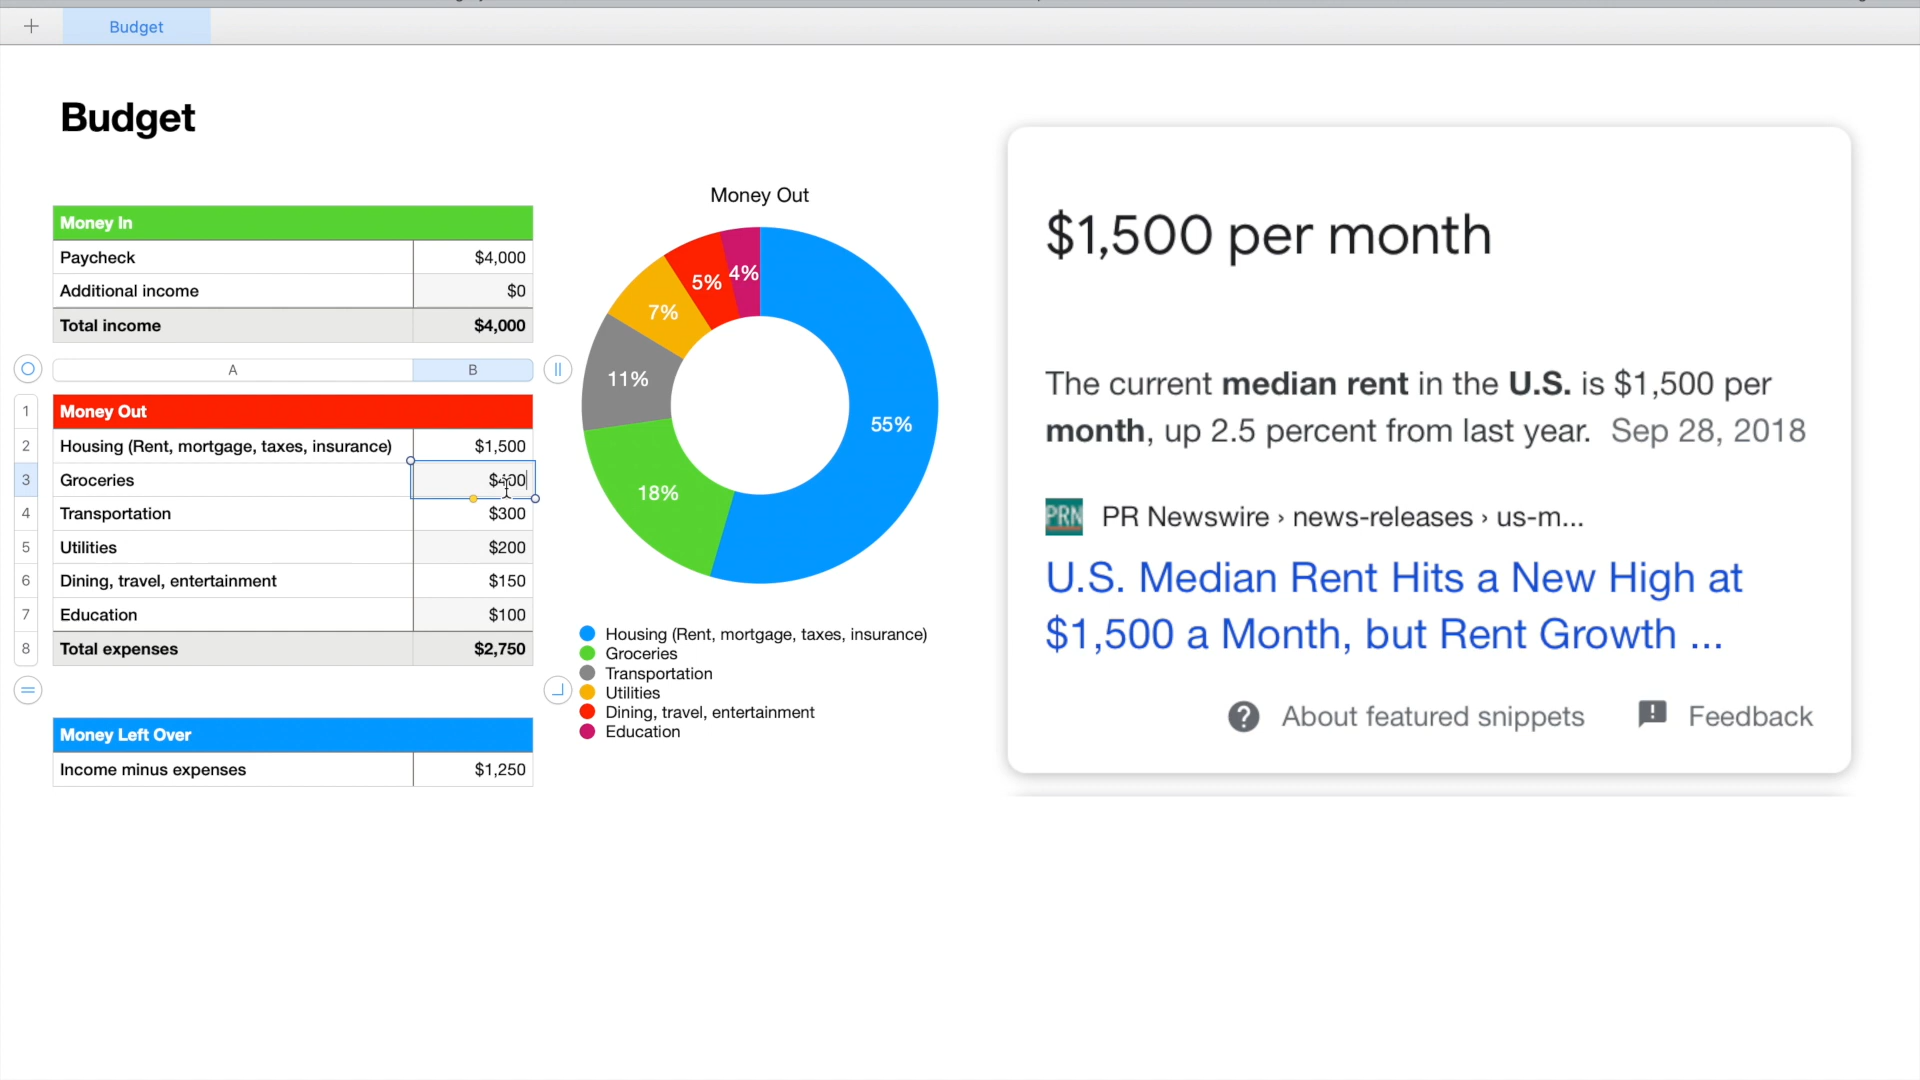 Budget
Budget
Money In
Paycheck $4,000
Additional income $0
Total income $4,000
A B
1 Money Out
2 Housing (Rent, mortgage, taxes, insurance) $1,500
3 Groceries
4 Transportation $300
5 Utilities $200
6 Dining, travel, entertainment $150
7 Education $100
8 Total expenses $2,750
Money Left Over
Income minus expenses $1,250
Money Out
4%
5%
7%
11%
55%
18%
Housing (Rent, mortgage, taxes, insurance)
Groceries
Transportation
Utilities
Dining, travel, entertainment
Education
$1,500 per month
The current median rent in the U.S. is $1,500 per
month, up 2.5 percent from last year. Sep 28, 2018
PRN PR Newswire › news-releases › us-m...
U.S. Median Rent Hits a New High at
$1,500 a Month, but Rent Growth ...
About featured snippets Feedback